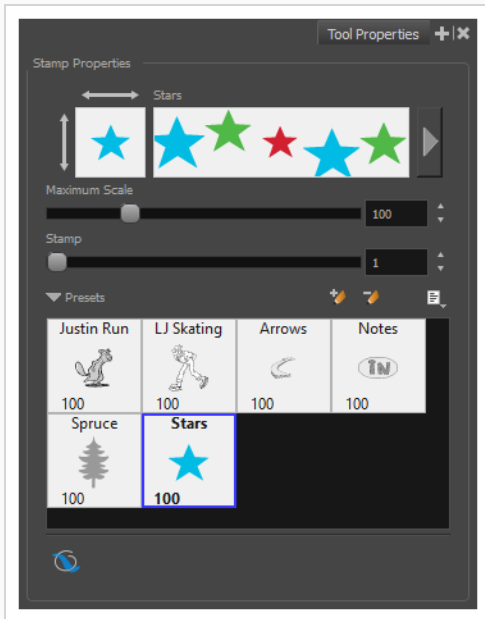 Tool Properties
Stamp Properties
Stars
Maximum Scale
100
Stamp
1
Presets
Justin Run LJ Skating Arrows Notes
IN
100 100 100 100
Spruce Stars
100 100